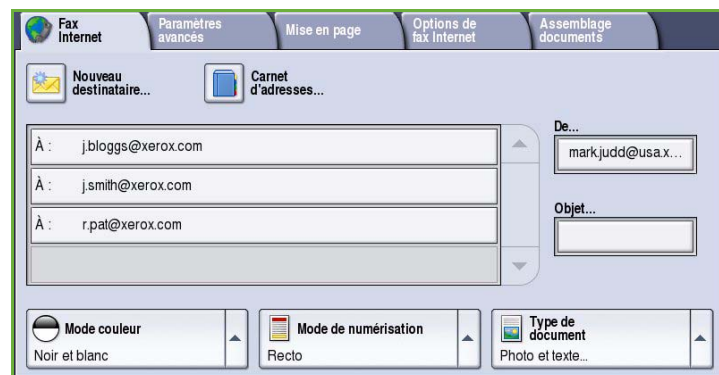 Fax
Internet
Paramètres
avancés
Mise en page
Options de
fax Internet
Assemblage
documents
Nouveau
destinataire...
Carnet
d'adresses...
À : j.bloggs@xerox.com
À : j.smith@xerox.com
À : r.pat@xerox.com
De...
mark.judd@usa.x...
Objet...
Mode couleur
Noir et blanc
Mode de numérisation
Recto
Type de
document
Photo et texte...